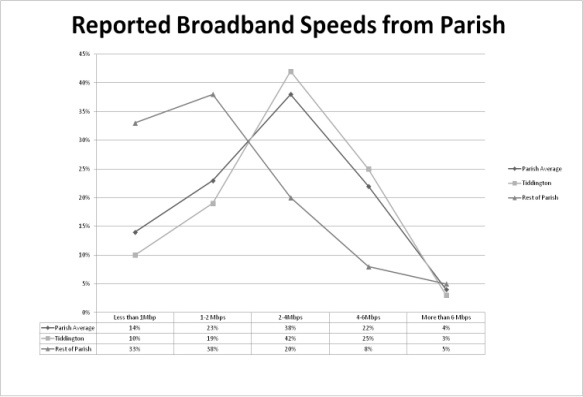 Reported Broadband Speeds from Parish
45%
40%
35%
30%
25%
20%
15%
10%
5%
0%
Parish Average
Tiddington
Rest of Parish
Less than 1Mbp 1-2 Mbps 2-4Mbps 4-6Mbps More than 6 Mbps
Parish Average 14% 23% 38% 22% 4%
Tiddington 10% 19% 42% 25% 3%
Rest of Parish 33% 38% 20% 8% 5%